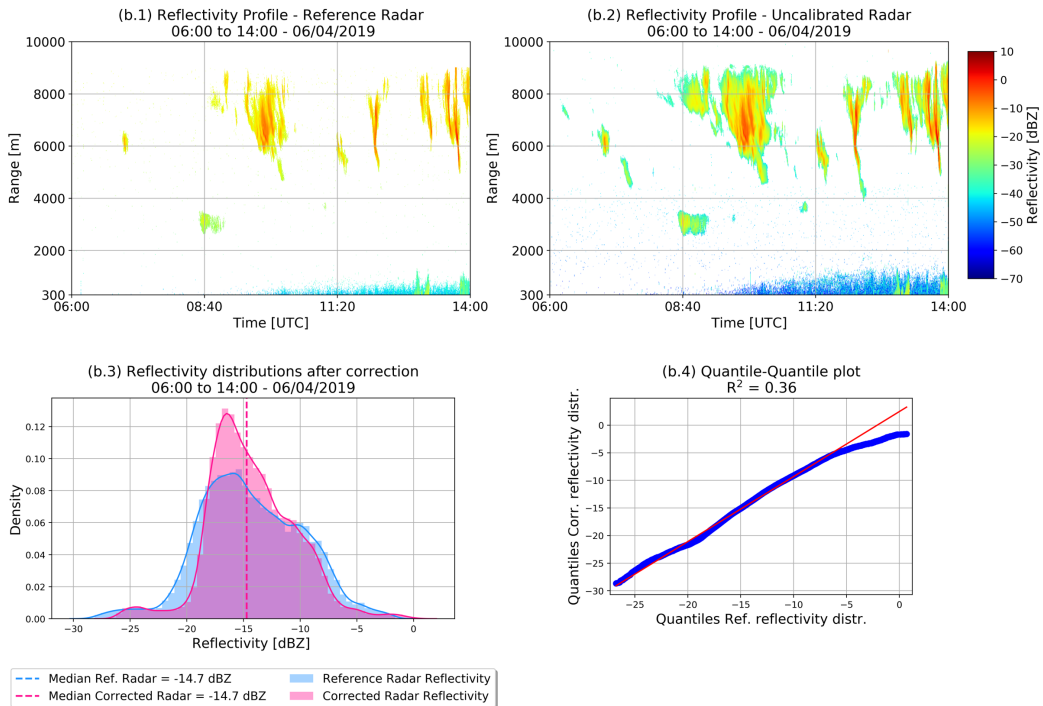 (b.1) Reflectivity Profile - Reference Radar
06:00 to 14:00 - 06/04/2019
10000
8000
6000
4000
2000
300
Range [m]
06:00
08:40
11:20
14:00
Time [UTC]
(b.2) Reflectivity Profile - Uncalibrated Radar
06:00 to 14:00 - 06/04/2019
10000
8000
6000
4000
2000
300
Range [m]
06:00
08:40
11:20
14:00
Time [UTC]
10
0
−10
−20
−30
−40
−50
−60
−70
Reflectivity [dBZ]
(b.3) Reflectivity distributions after correction
06:00 to 14:00 - 06/04/2019
0.12
0.10
0.08
0.06
0.04
0.02
0.00
Density
−30
−25
−20
−15
−10
−5
0
Reflectivity [dBZ]
Median Ref. Radar = -14.7 dBZ
Median Corrected Radar = -14.7 dBZ
Reference Radar Reflectivity
Corrected Radar Reflectivity
(b.4) Quantile-Quantile plot
R² = 0.36
0
−5
−10
−15
−20
−25
−30
Quantiles Corr. reflectivity distr.
−25
−20
−15
−10
−5
0
Quantiles Ref. reflectivity distr.